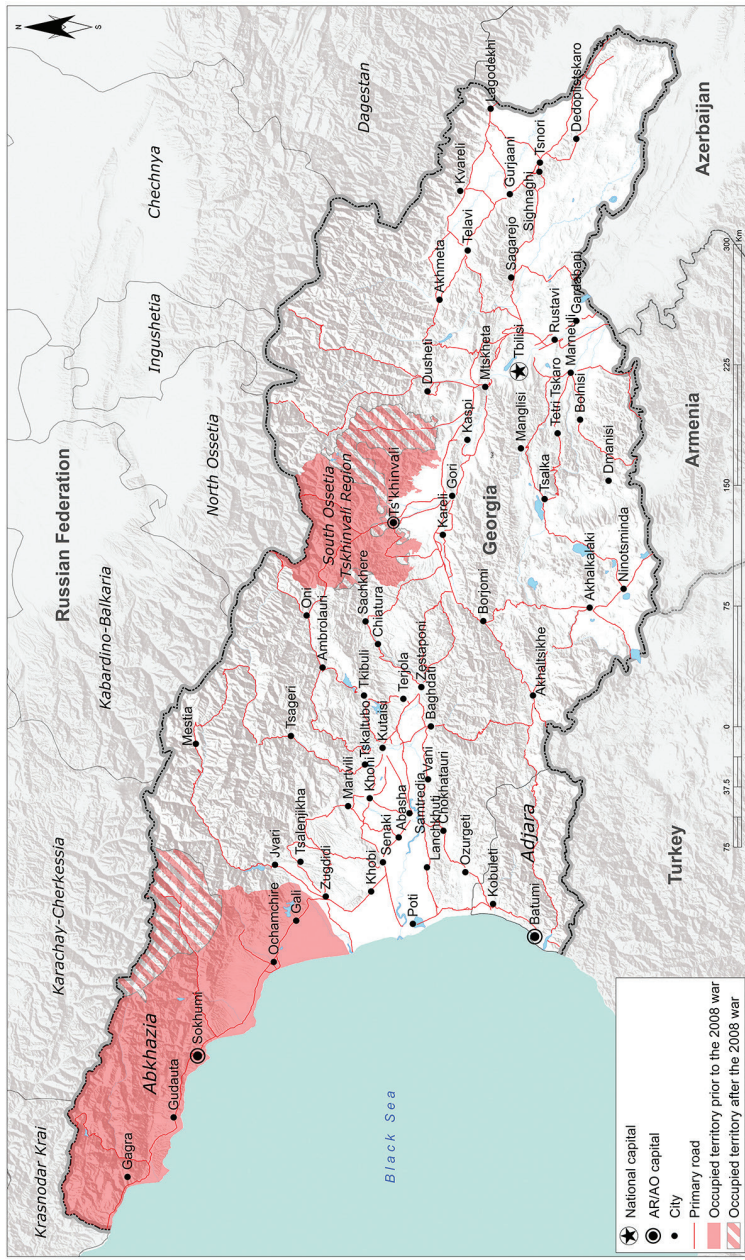 N
S
Krasnodar Krai
Karachay-Cherkessia
Kabardino-Balkaria
Russian Federation
North Ossetia
Ingushetia
Chechnya
Dagestan
Abkhazia
Gagra
Gudauta
Sokhumi
Ochamchire
Gali
Mestia
Jvari
Tsalenjikha
Zugdidi
Tsageri
Ambrolauri
Oni
South Ossetia
Tskhinvali Region
Ts'khinvali
Martvili
Khoni
Tskaltubo
Kutaisi
Tkibuli
Terjola
Zestaponi
Baghdati
Sachkhere
Chiatura
Khobi
Senaki
Abasha
Samtredia
Vani
Poti
Lanchkhuti
Chokhatauri
Ozurgeti
Kobuleti
Batumi
Adjara
Kareli
Gori
Kaspi
Dusheti
Mtskheta
Akhmeta
Telavi
Kvareli
Lagodekhi
Georgia
Borjomi
Akhaltsikhe
Akhalkalaki
Ninotsminda
Tsalka
Manglisi
Tbilisi
Tetri Tskaro
Bolnisi
Dmanisi
Rustavi
Marneuli
Gardabani
Sagarejo
Gurjaani
Sighnaghi
Tsnori
Dedoplistskaro
Black Sea
Turkey
Armenia
Azerbaijan
75 37.5 0 75 150 225 300
Km
National capital
AR/AO capital
City
Primary road
Occupied territory prior to the 2008 war
Occupied territory after the 2008 war